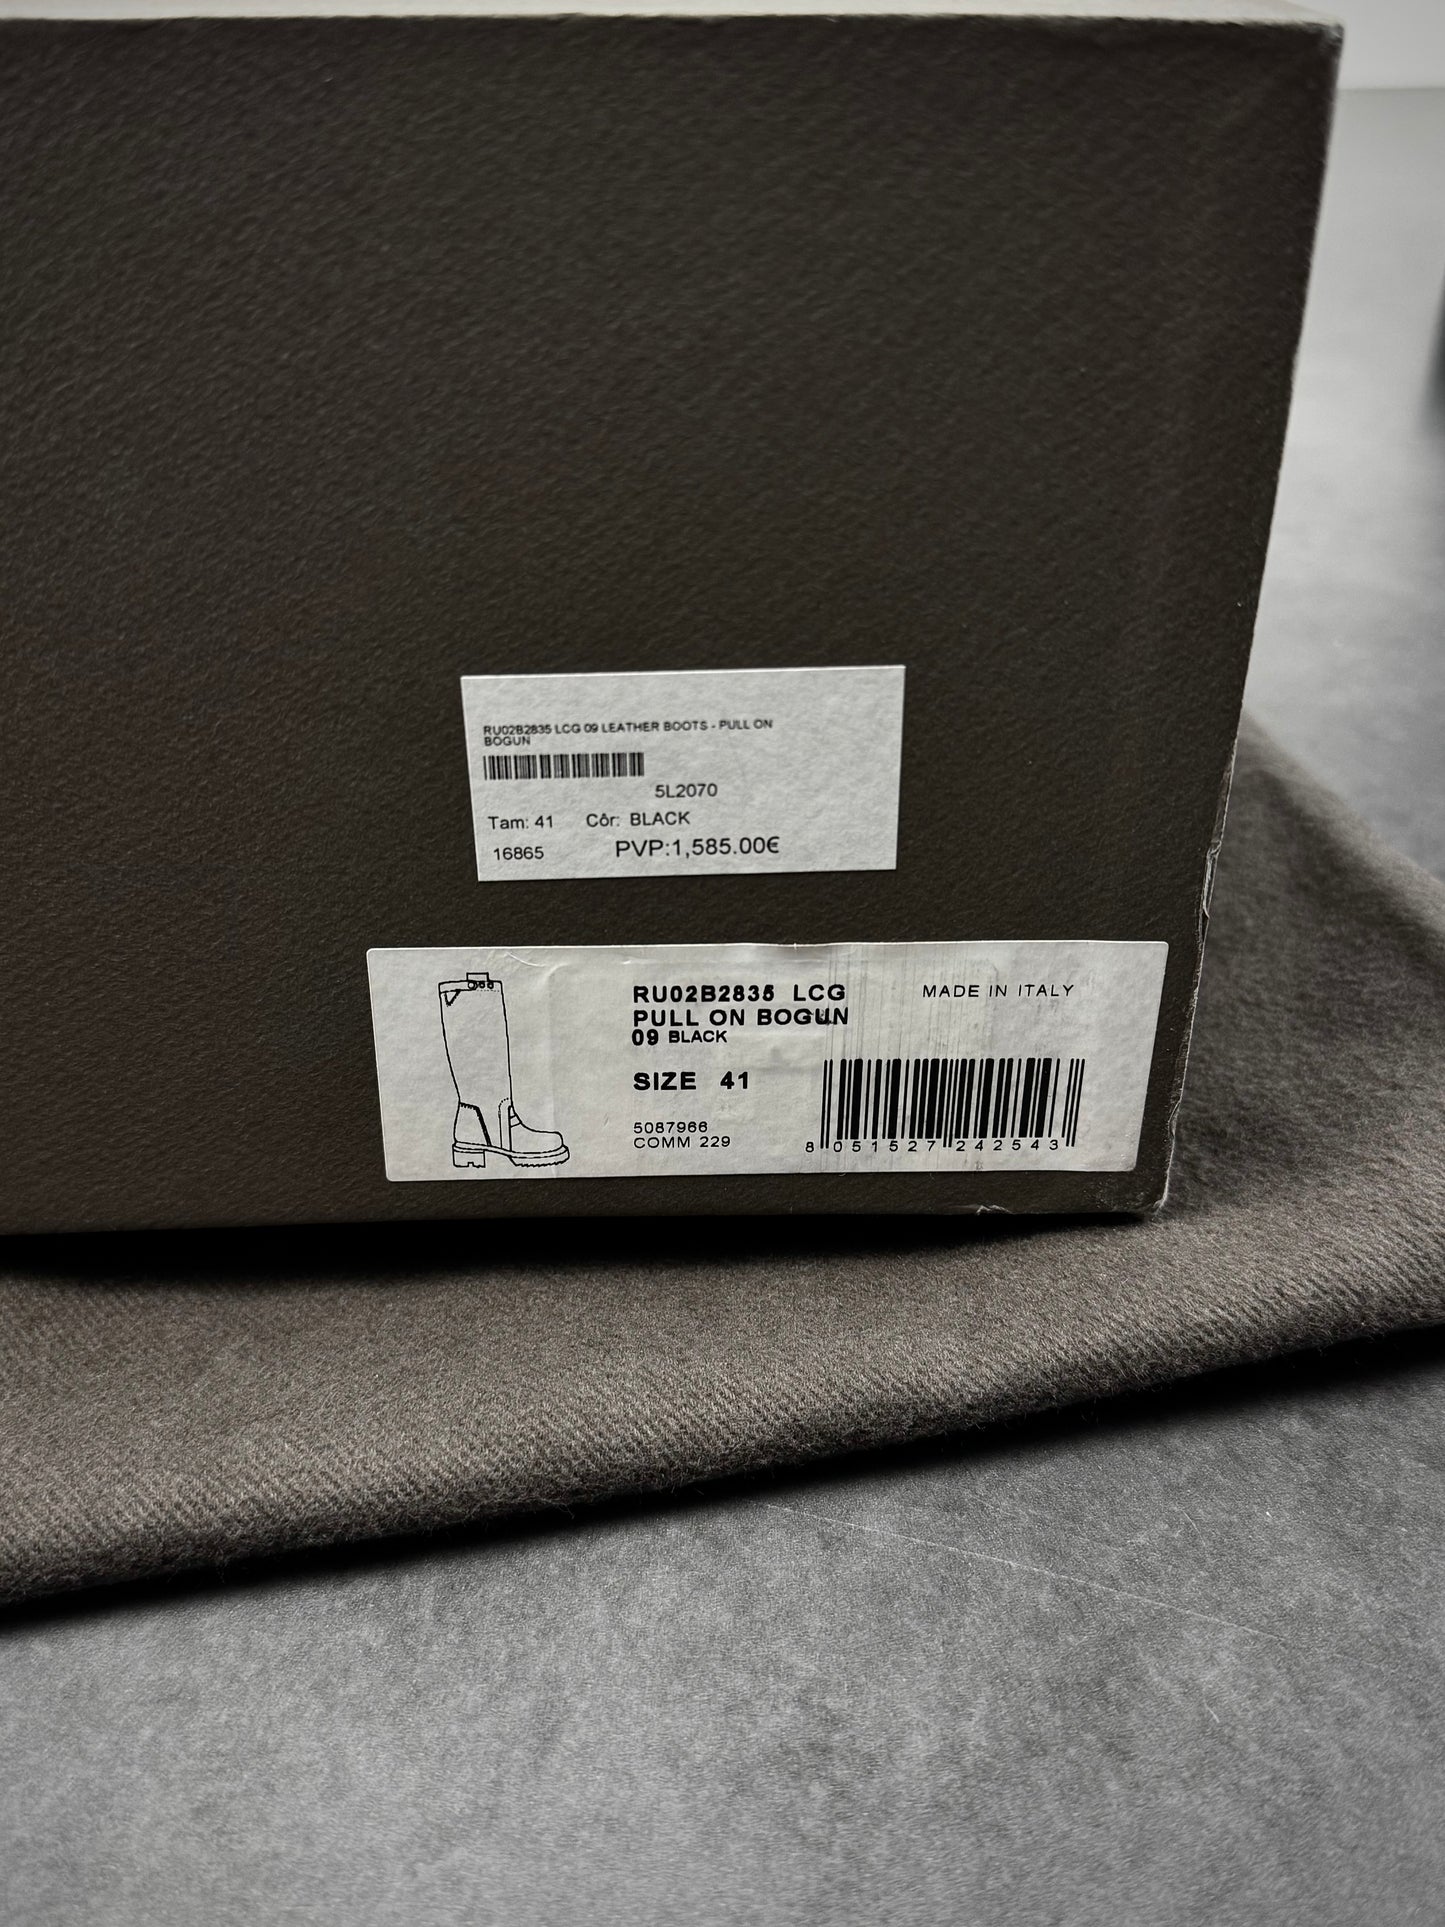 RU02B2835 LCG 09 LEATHER BOOTS - PULL ON
BOGUN
5L2070
Tam: 41 Côr: BLACK
16865 PVP:1,585.00€
RU02B2835 LCG MADE IN ITALY
PULL ON BOGUN
09 BLACK
SIZE 41
5087966
COMM 229
8 051527 242543